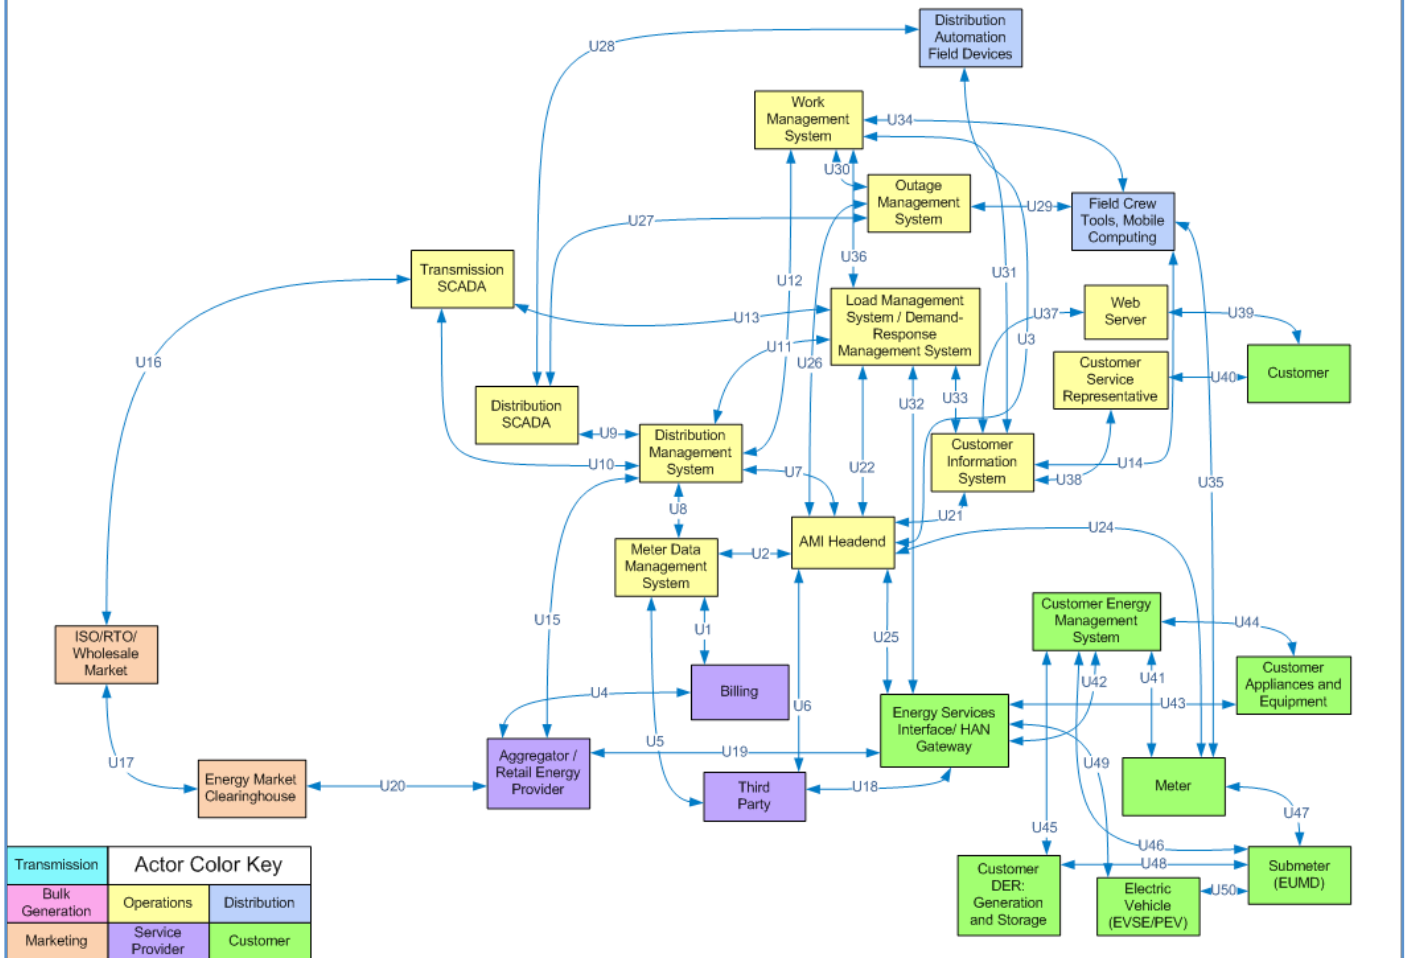 Distribution
Automation
Field Devices
U28
Work
Management
System
U34
U30
Outage
Management
System
U29
Field Crew
Tools, Mobile
Computing
U27
U36
U12
U31
Transmission
SCADA
Load Management
System / Demand-
Response
Management System
Web
Server
U37
U39
U13
U11
U26
U3
U16
Customer
Service
Representative
U40
Customer
Distribution
SCADA
U9
U32
U33
Distribution
Management
System
Customer
Information
System
U10
U7
U22
U14
U38
U35
U8
U21
U24
Meter Data
Management
System
U2
AMI Headend
U15
U1
U25
Customer Energy
Management
System
U44
ISO/RTO/
Wholesale
Market
Billing
U4
U6
U41
U42
Customer
Appliances and
Equipment
U43
Energy Services
Interface/ HAN
Gateway
U5
U19
U17
Aggregator /
Retail Energy
Provider
U49
Energy Market
Clearinghouse
U20
Third
Party
U18
Meter
U47
U45
U46
U48
Customer
DER:
Generation
and Storage
Electric
Vehicle
(EVSE/PEV)
U50
Submeter
(EUMD)
Transmission
Actor Color Key
Bulk
Generation
Operations
Distribution
Marketing
Service
Provider
Customer